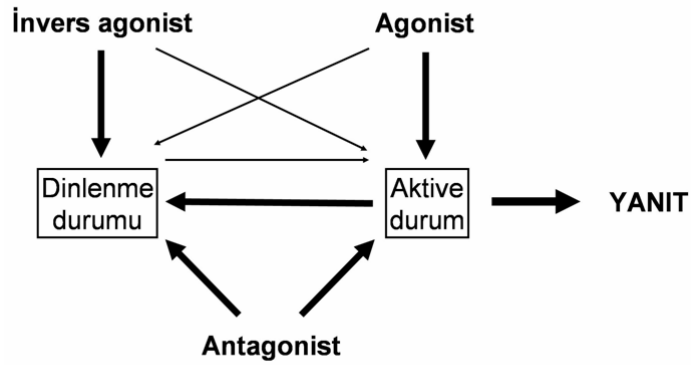 İnvers agonist
Agonist
Dinlenme
durumu
Aktive
durum
YANIT
Antagonist